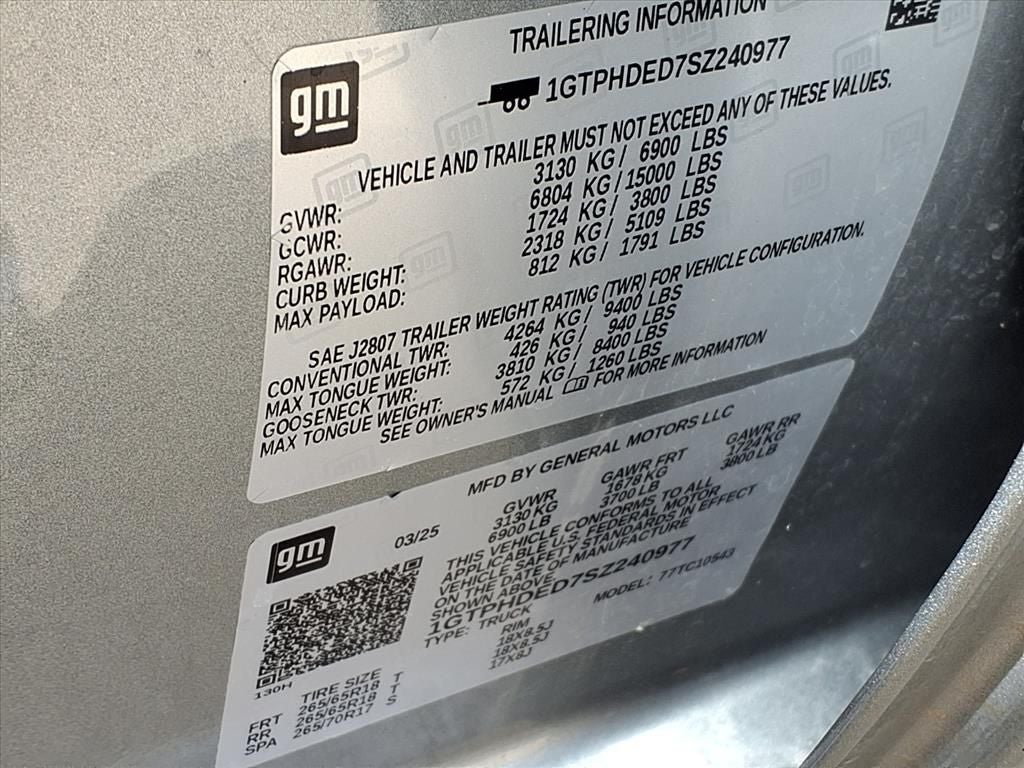 TRAILERING INFORMATION
gm
1GTPHDED7SZ240977
VEHICLE AND TRAILER MUST NOT EXCEED ANY OF THESE VALUES.
GVWR: 3130 KG/ 6900 LBS
GCWR: 6804 KG/15000 LBS
RGAWR: 1724 KG/ 3800 LBS
CURB WEIGHT: 2318 KG/ 5109 LBS
MAX PAYLOAD: 812 KG/ 1791 LBS
SAE J2807 TRAILER WEIGHT RATING (TWR) FOR VEHICLE CONFIGURATION.
CONVENTIONAL TWR: 4264 KG/ 9400 LBS
MAX TONGUE WEIGHT: 426 KG/ 940 LBS
GOOSENECK TWR: 3810 KG/ 8400 LBS
MAX TONGUE WEIGHT: 572 KG/ 1260 LBS
SEE OWNER'S MANUAL FOR MORE INFORMATION
MFD BY GENERAL MOTORS LLC
gm
03/25
GVWR GAWR FRT GAWR RR
3130 KG 1678 KG 1724 KG
6900 LB 3700 LB 3800 LB
THIS VEHICLE CONFORMS TO ALL
APPLICABLE U.S. FEDERAL MOTOR
VEHICLE SAFETY STANDARDS IN EFFECT
ON THE DATE OF MANUFACTURE
SHOWN ABOVE.
1GTPHDED7SZ240977
TYPE: TRUCK MODEL: 77TC10543
130H
TIRE SIZE RIM
FRT 265/65R18 T 18X8.5J
RR 265/65R18 T 18X8.5J
SPA 265/70R17 S 17X8J